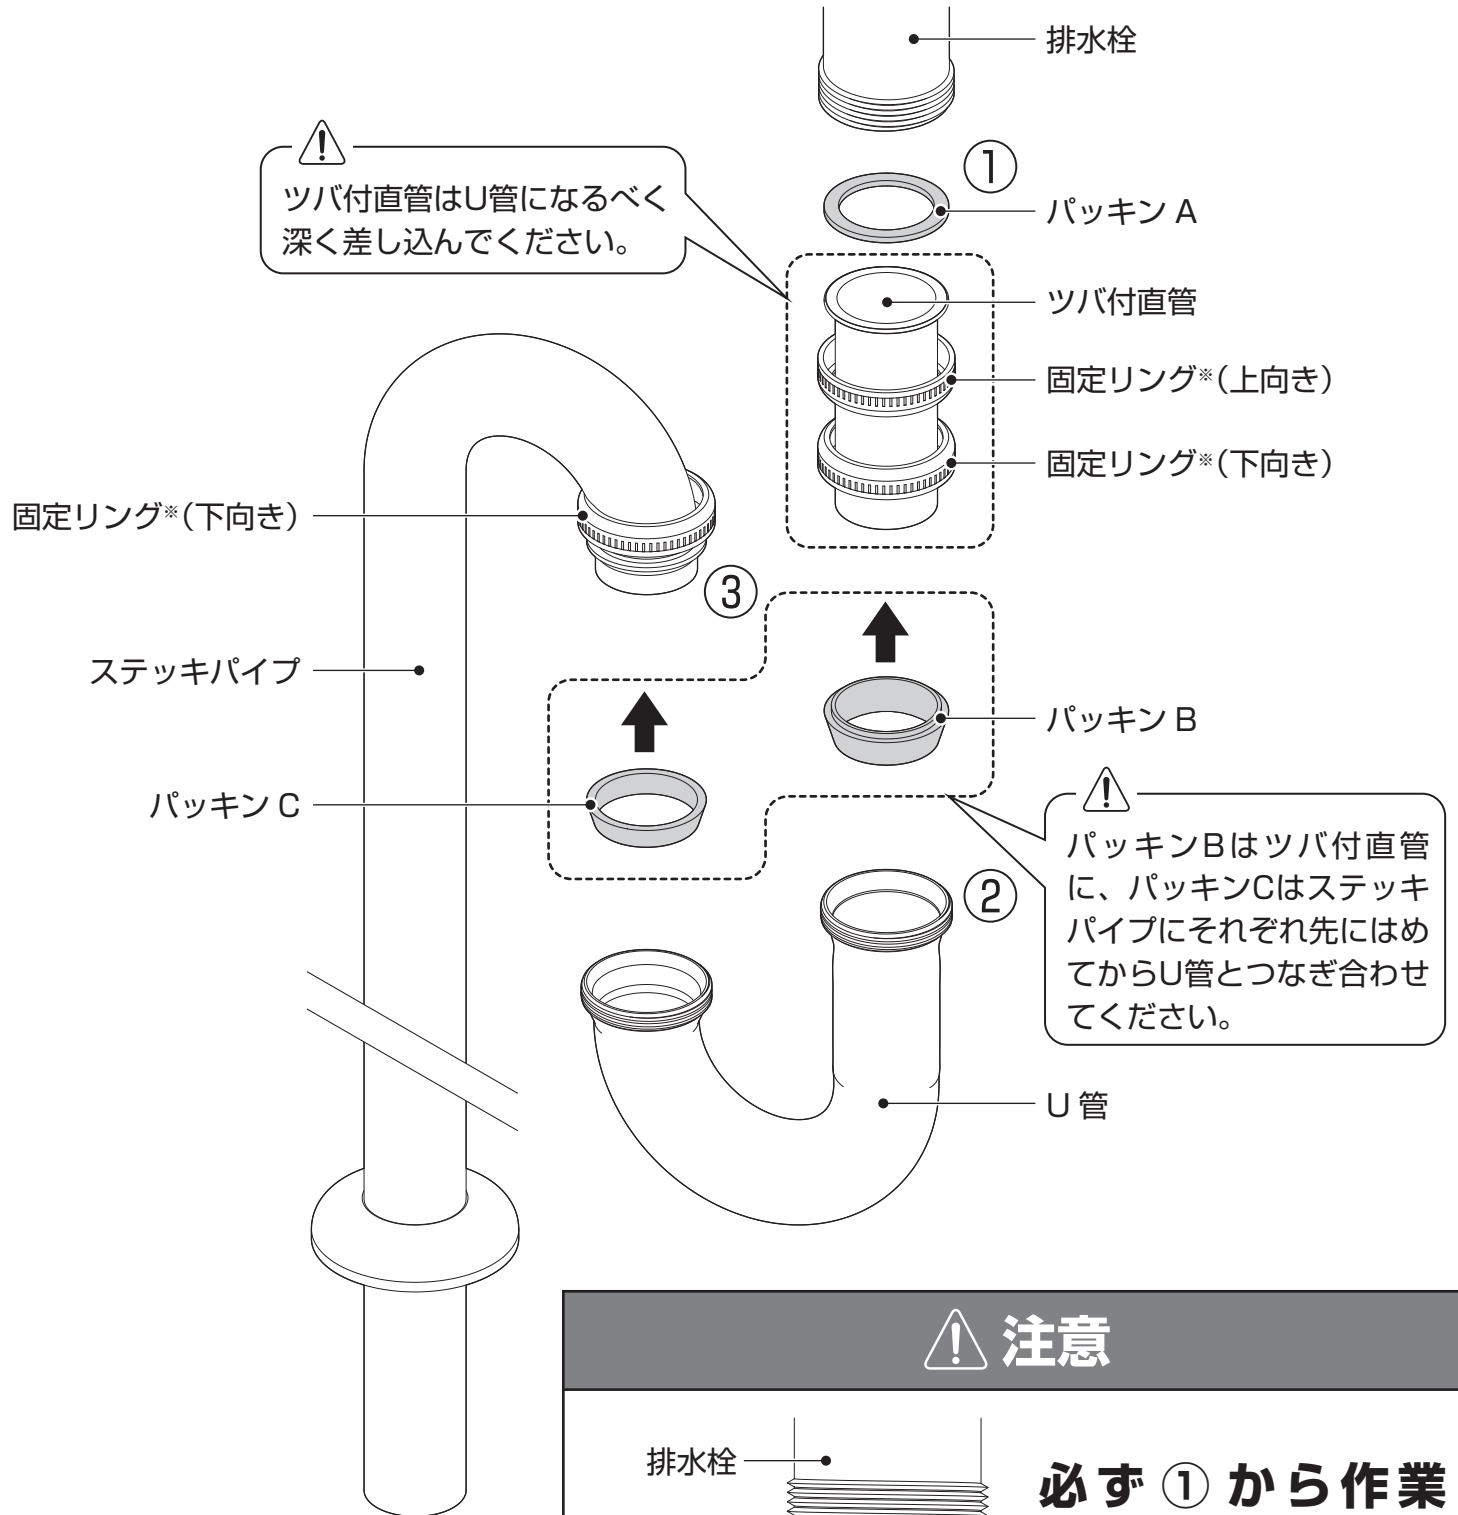 排水栓
①
ツバ付直管はU管になるべく
深く差し込んでください。
パッキン A
ツバ付直管
固定リング※(上向き)
固定リング※(下向き)
固定リング※(下向き)
③
ステッキパイプ
パッキン B
パッキン C
パッキンBはツバ付直管
に、パッキンCはステッキ
パイプにそれぞれ先にはめ
てからU管とつなぎ合わせ
てください。
②
U 管
注意
排水栓
必ず ① から作業